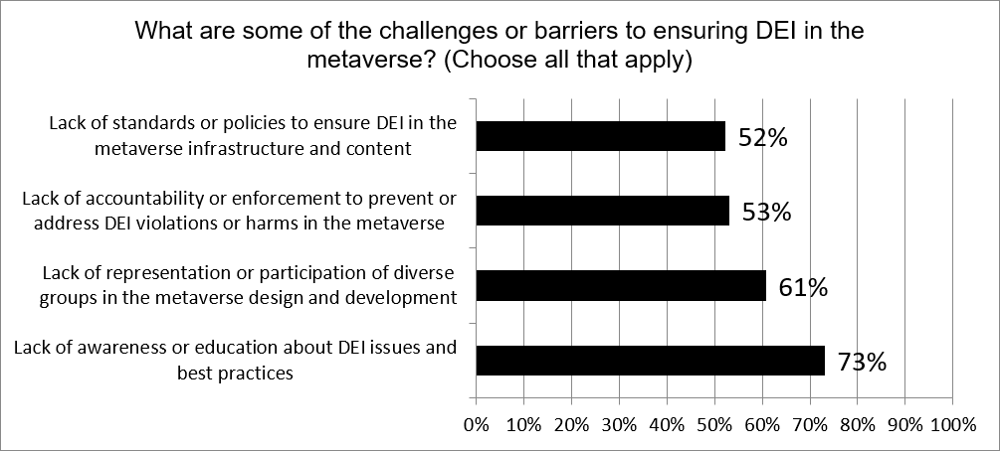 What are some of the challenges or barriers to ensuring DEI in the
metaverse? (Choose all that apply)
Lack of standards or policies to ensure DEI in the
metaverse infrastructure and content
52%
Lack of accountability or enforcement to prevent or
address DEI violations or harms in the metaverse
53%
Lack of representation or participation of diverse
groups in the metaverse design and development
61%
Lack of awareness or education about DEI issues and
best practices
73%
0% 10% 20% 30% 40% 50% 60% 70% 80% 90% 100%